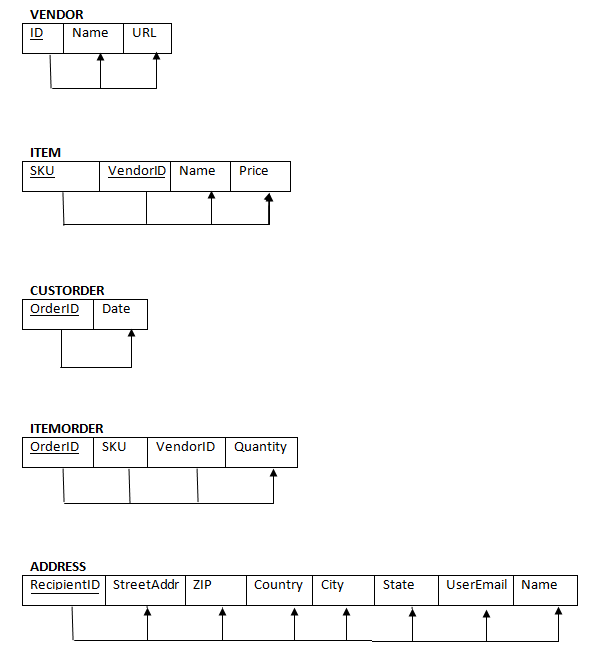 VENDOR
ID Name URL
ITEM
SKU VendorID Name Price
CUSTORDER
OrderID Date
ITEMORDER
OrderID SKU VendorID Quantity
ADDRESS
RecipientID StreetAddr ZIP Country City State UserEmail Name